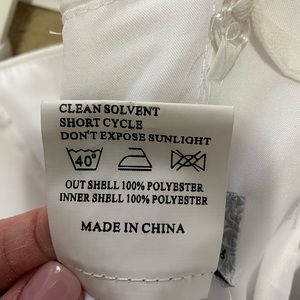 CLEAN SOLVENT
SHORT CYCLE
DON'T EXPOSE SUNLIGHT
40°
OUT SHELL 100% POLYESTER
INNER SHELL 100% POLYESTER
MADE IN CHINA